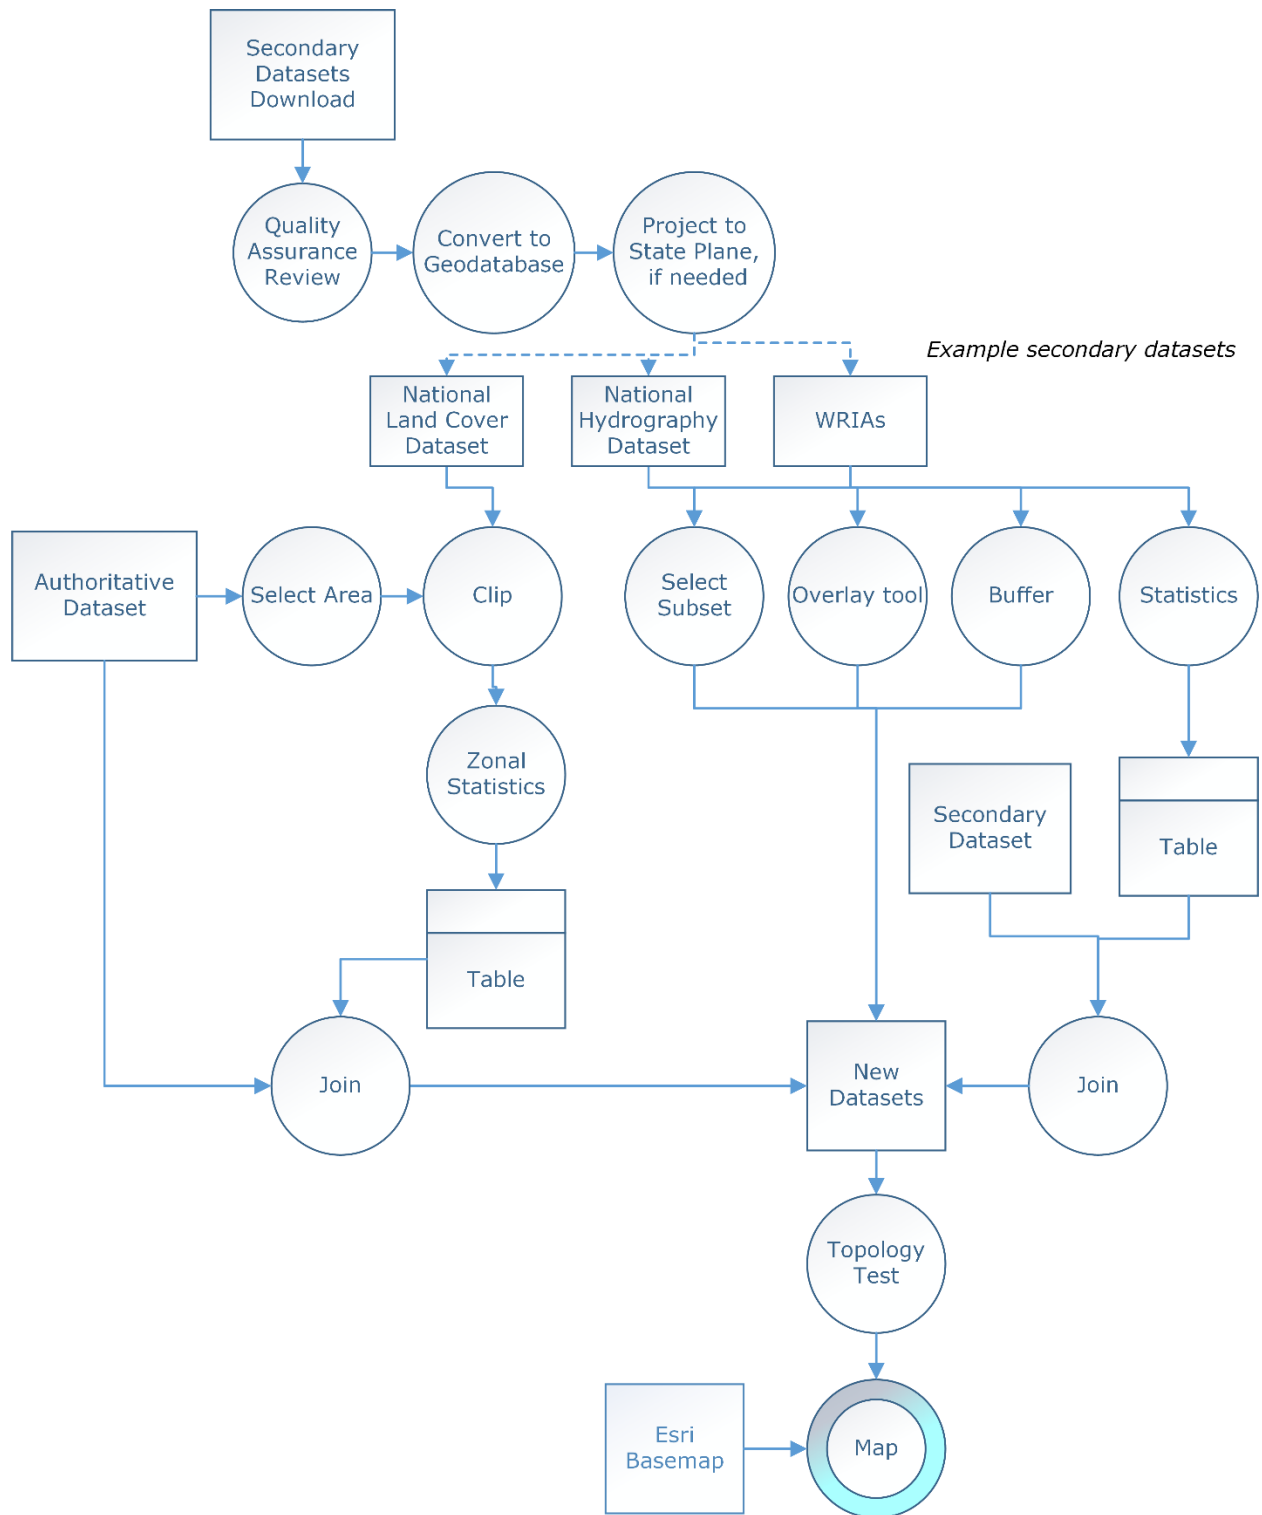 Secondary
Datasets
Download
Quality
Assurance
Review
Convert to
Geodatabase
Project to
State Plane,
if needed
Example secondary datasets
National
Land Cover
Dataset
National
Hydrography
Dataset
WRIAs
Authoritative
Dataset
Select Area
Clip
Select
Subset
Overlay tool
Buffer
Statistics
Zonal
Statistics
Secondary
Dataset
Table
Table
Join
New
Datasets
Join
Topology
Test
Esri
Basemap
Map